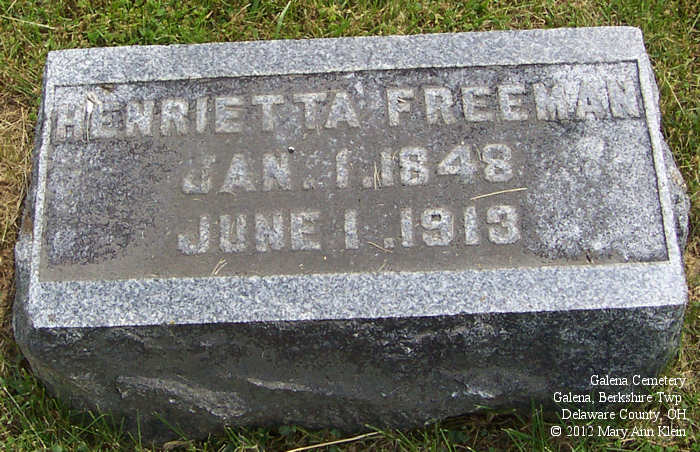 HENRIETTA FREEMAN
JAN. 1. 1848
JUNE 1. 1913
Galena Cemetery
Galena, Berkshire Twp
Delaware County, OH
© 2012 Mary Ann Klein